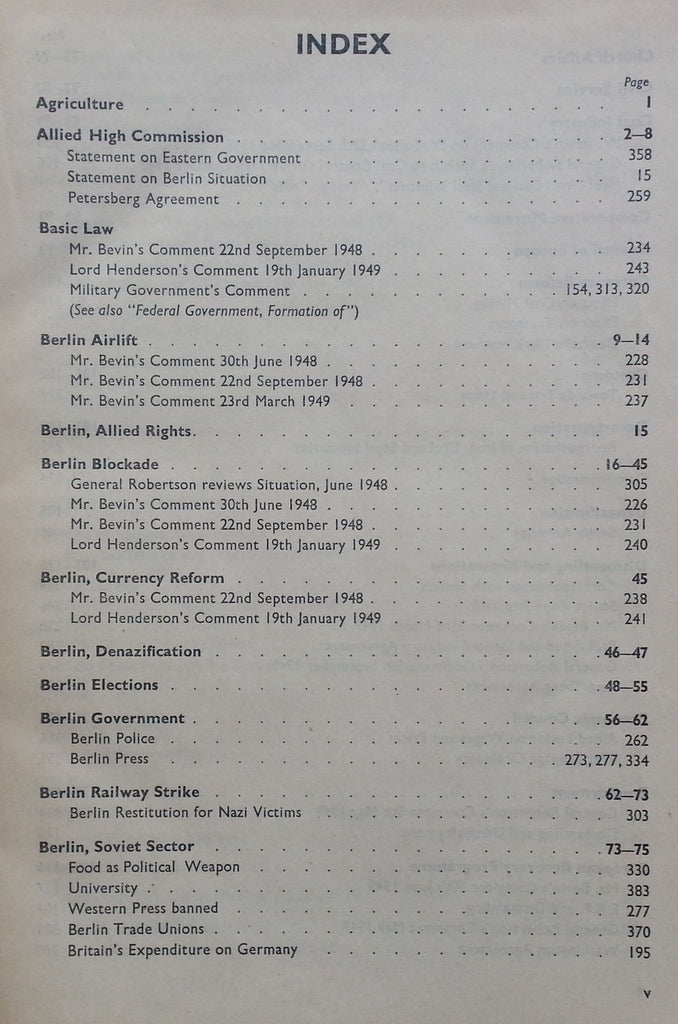 INDEX
Page
Agriculture . . . . . . . . . . . . . . . . . . . . 1
Allied High Commission . . . . . . . . . . . . . . . . 2—8
Statement on Eastern Government . . . . . . . . . . . . 358
Statement on Berlin Situation . . . . . . . . . . . . . . 15
Petersberg Agreement . . . . . . . . . . . . . . . . 259
Basic Law
Mr. Bevin's Comment 22nd September 1948 . . . . . . . . . . 234
Lord Henderson's Comment 19th January 1949 . . . . . . . . . 243
Military Government's Comment . . . . . . . . . . . 154, 313, 320
(See also "Federal Government, Formation of")
Berlin Airlift . . . . . . . . . . . . . . . . . . . 9—14
Mr. Bevin's Comment 30th June 1948 . . . . . . . . . . . . 228
Mr. Bevin's Comment 22nd September 1948 . . . . . . . . . . 231
Mr. Bevin's Comment 23rd March 1949 . . . . . . . . . . . 237
Berlin, Allied Rights . . . . . . . . . . . . . . . . . 15
Berlin Blockade . . . . . . . . . . . . . . . . . . 16—45
General Robertson reviews Situation, June 1948 . . . . . . . . . 305
Mr. Bevin's Comment 30th June 1948 . . . . . . . . . . . . 226
Mr. Bevin's Comment 22nd September 1948 . . . . . . . . . . 231
Lord Henderson's Comment 19th January 1949 . . . . . . . . . 240
Berlin, Currency Reform . . . . . . . . . . . . . . . . 45
Mr. Bevin's Comment 22nd September 1948 . . . . . . . . . . 238
Lord Henderson's Comment 19th January 1949 . . . . . . . . . 241
Berlin, Denazification . . . . . . . . . . . . . . . . 46—47
Berlin Elections . . . . . . . . . . . . . . . . . . 48—55
Berlin Government . . . . . . . . . . . . . . . . . 56—62
Berlin Police . . . . . . . . . . . . . . . . . . . 262
Berlin Press . . . . . . . . . . . . . . . . . 273, 277, 334
Berlin Railway Strike . . . . . . . . . . . . . . . . 62—73
Berlin Restitution for Nazi Victims . . . . . . . . . . . . 303
Berlin, Soviet Sector . . . . . . . . . . . . . . . . 73—75
Food as Political Weapon . . . . . . . . . . . . . . . 330
University . . . . . . . . . . . . . . . . . . . . 383
Western Press banned . . . . . . . . . . . . . . . . 277
Berlin Trade Unions . . . . . . . . . . . . . . . . . 370
Britain's Expenditure on Germany . . . . . . . . . . . . 195
v